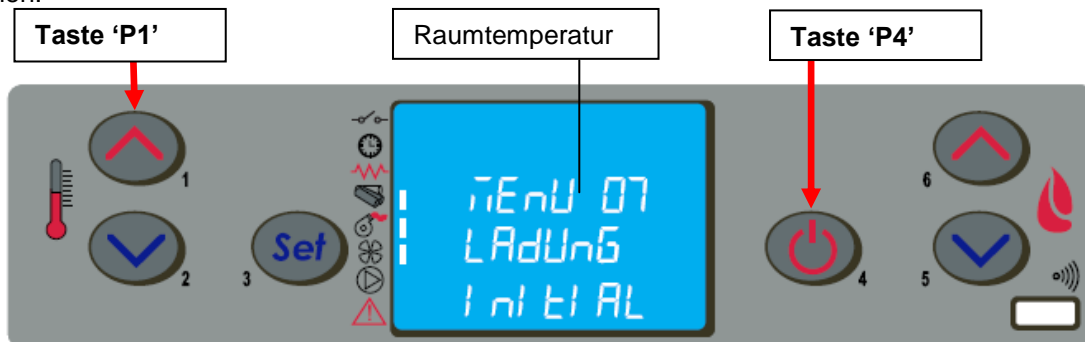 Taste ‘P1’
Raumtemperatur
Taste ‘P4’
1
6
MEnU 07
LAdUnG
InItIAL
Set
2
3
4
5